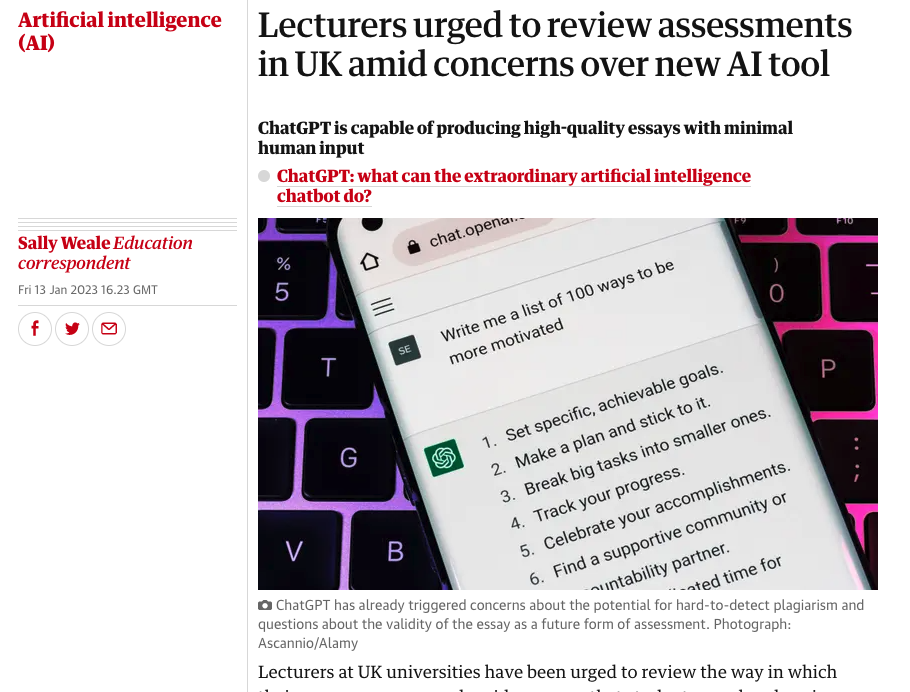 Artificial intelligence
(AI)
Lecturers urged to review assessments
in UK amid concerns over new AI tool
ChatGPT is capable of producing high-quality essays with minimal
human input
ChatGPT: what can the extraordinary artificial intelligence
chatbot do?
Sally Weale Education
correspondent
Fri 13 Jan 2023 16.23 GMT
chat.openai.
Write me a list of 100 ways to be
more motivated
SE
1. Set specific, achievable goals.
2. Make a plan and stick to it.
3. Break big tasks into smaller ones.
4. Track your progress.
5. Celebrate your accomplishments.
6. Find a supportive community or
ountability partner.
icated time for
%
5
T
G
V
B
F9
F10
)
0
P
:
;
ChatGPT has already triggered concerns about the potential for hard-to-detect plagiarism and
questions about the validity of the essay as a future form of assessment. Photograph:
Ascannio/Alamy
Lecturers at UK universities have been urged to review the way in which